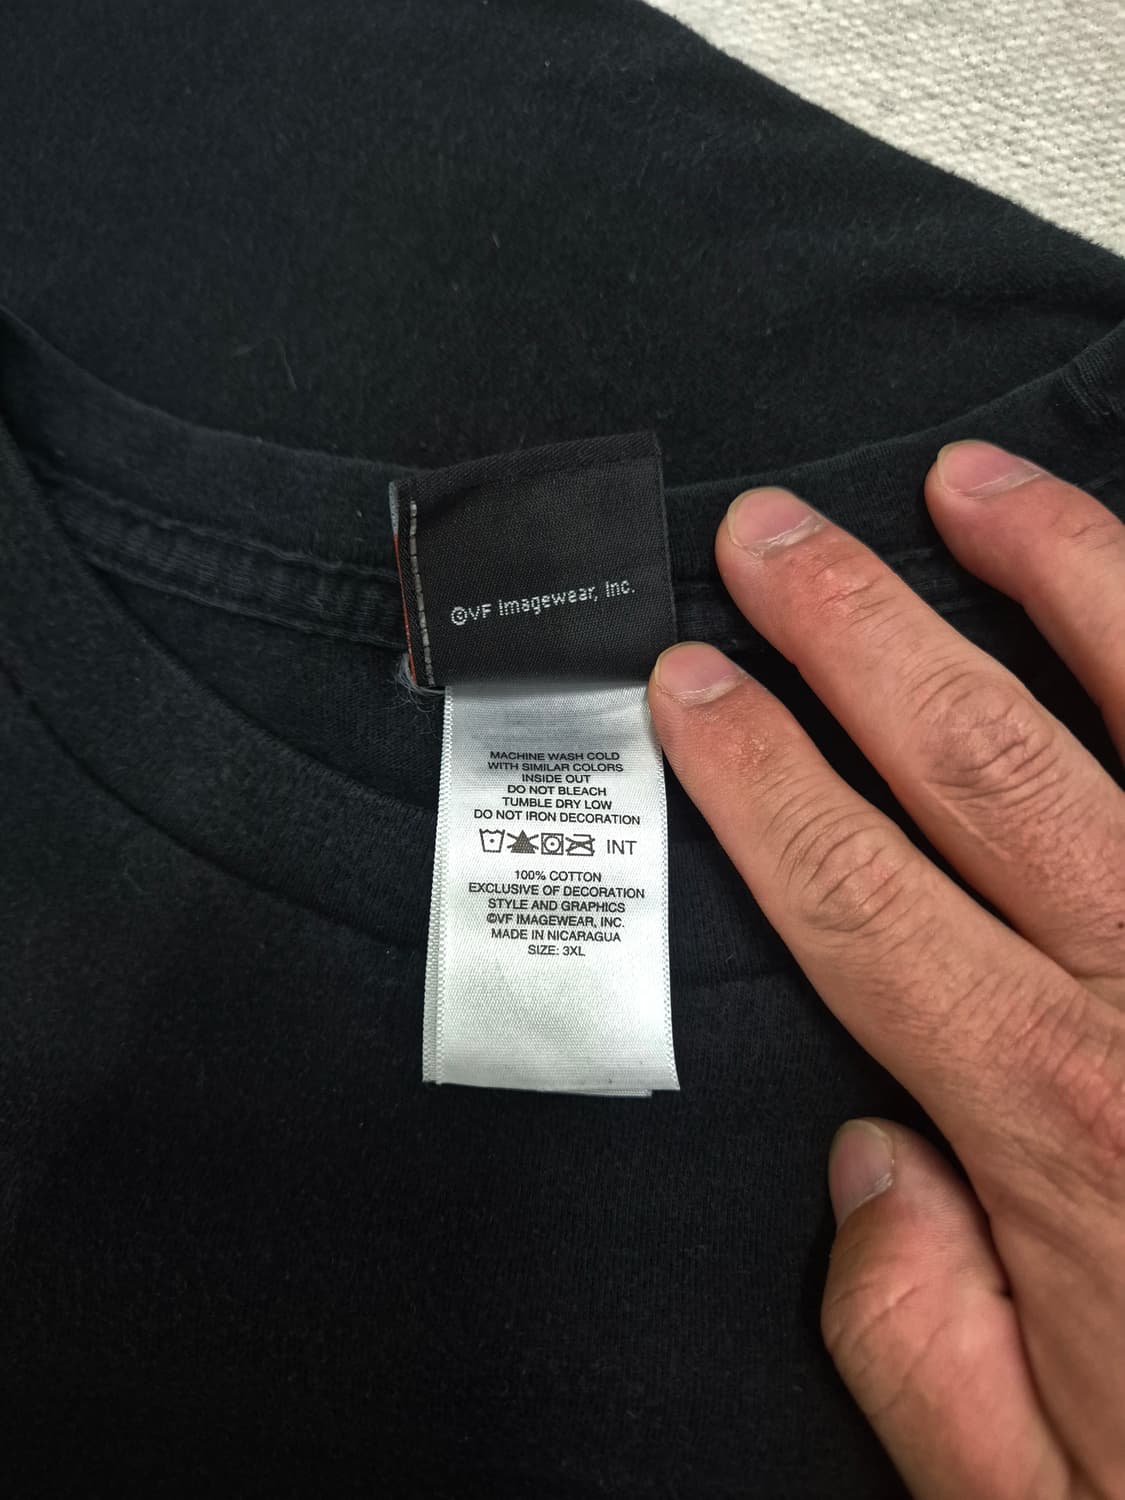 ©VF Imagewear, Inc.
MACHINE WASH COLD
WITH SIMILAR COLORS
INSIDE OUT
DO NOT BLEACH
TUMBLE DRY LOW
DO NOT IRON DECORATION
INT
100% COTTON
EXCLUSIVE OF DECORATION
STYLE AND GRAPHICS
©VF IMAGEWEAR, INC.
MADE IN NICARAGUA
SIZE: 3XL